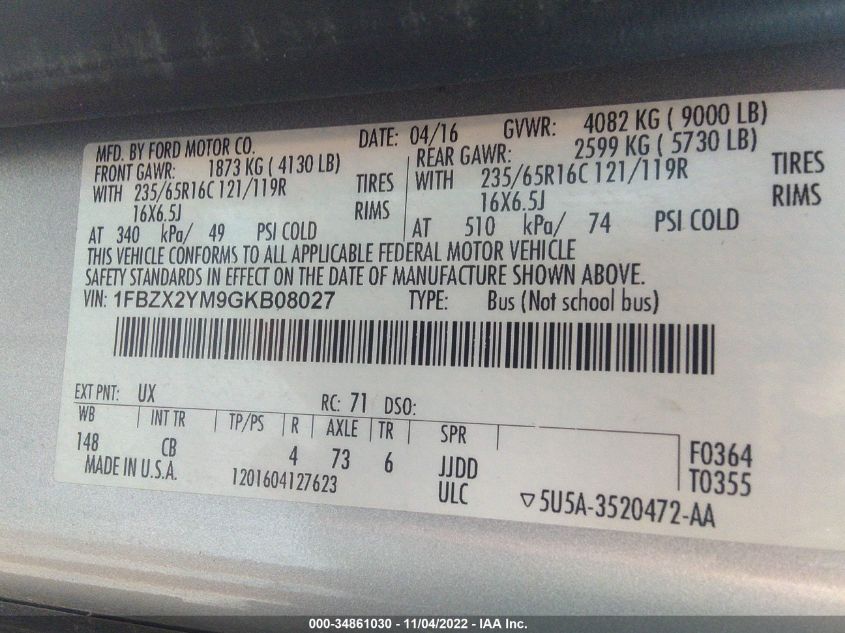 MFD. BY FORD MOTOR CO. DATE: 04/16 GVWR: 4082 KG ( 9000 LB)
FRONT GAWR: 1873 KG ( 4130 LB) REAR GAWR: 2599 KG ( 5730 LB)
WITH 235/65R16C 121/119R TIRES WITH 235/65R16C 121/119R TIRES
16X6.5J RIMS 16X6.5J RIMS
AT 340 kPa/ 49 PSI COLD AT 510 kPa/ 74 PSI COLD
THIS VEHICLE CONFORMS TO ALL APPLICABLE FEDERAL MOTOR VEHICLE
SAFETY STANDARDS IN EFFECT ON THE DATE OF MANUFACTURE SHOWN ABOVE.
VIN: 1FBZX2YM9GKB08027 TYPE: Bus (Not school bus)
EXT PNT: UX RC: 71 DSO:
WB INT TR TP/PS R AXLE TR SPR
148 CB 4 73 6 JJDD F0364
MADE IN U.S.A. 1201604127623 ULC T0355
5U5A-3520472-AA
000-34861030 - 11/04/2022 - IAA Inc.